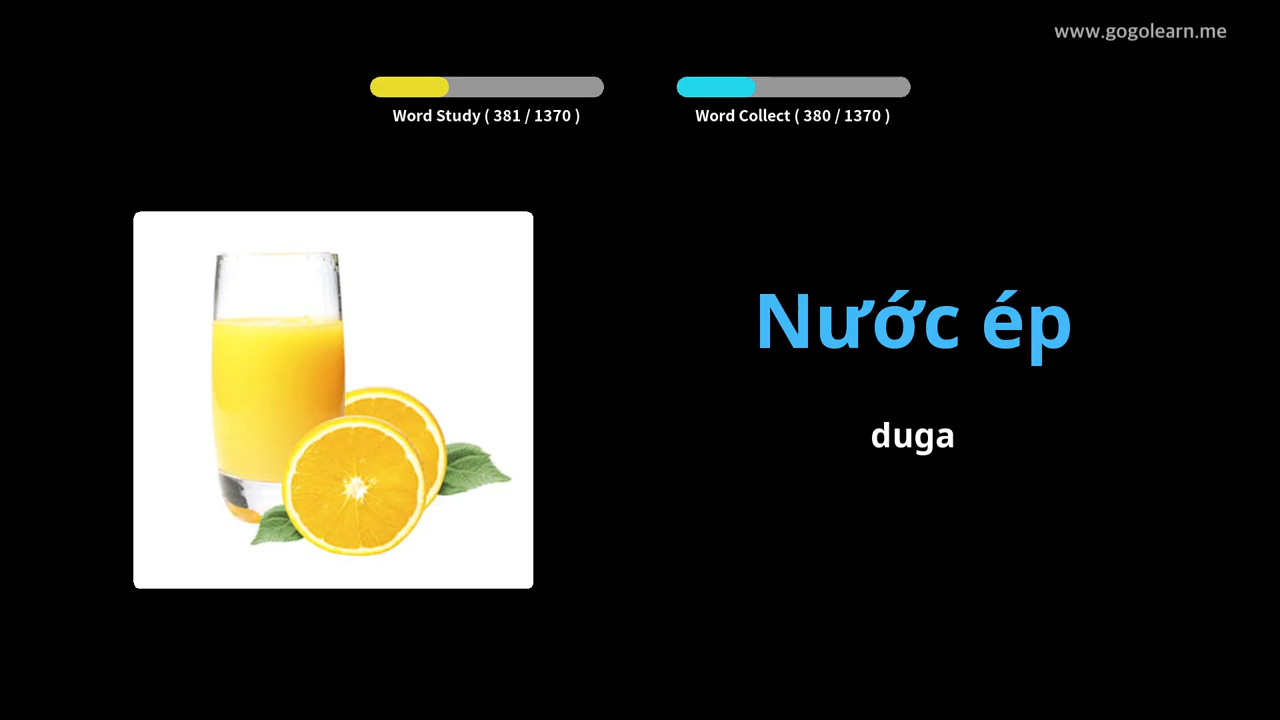 www.gogolearn.me
Word Study ( 381 / 1370 )
Word Collect ( 380 / 1370 )
Nước ép
duga